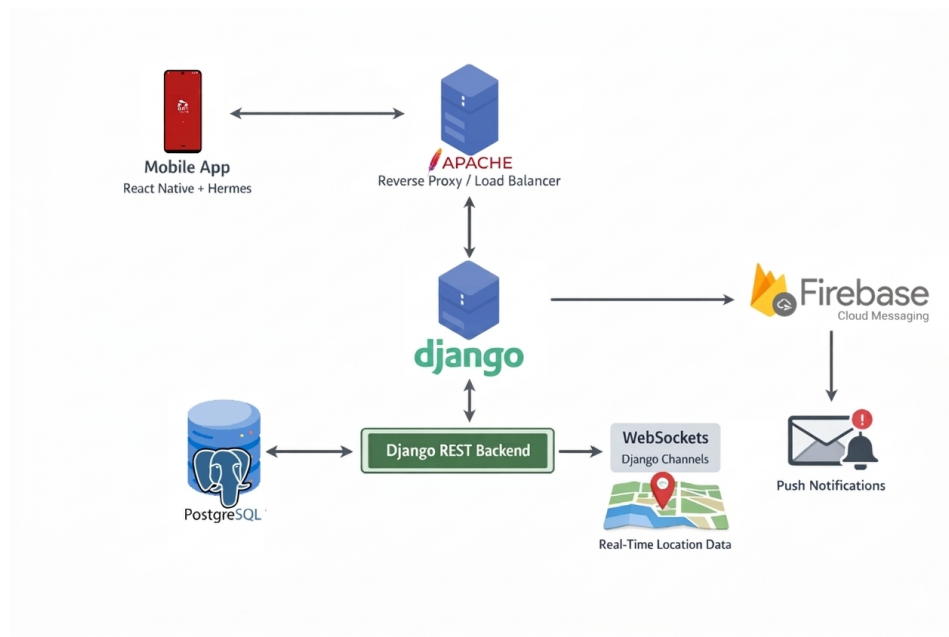 Mobile App
React Native + Hermes
APACHE
Reverse Proxy / Load Balancer
django
Firebase
Cloud Messaging
PostgreSQL
Django REST Backend
WebSockets
Django Channels
Real-Time Location Data
!
Push Notifications